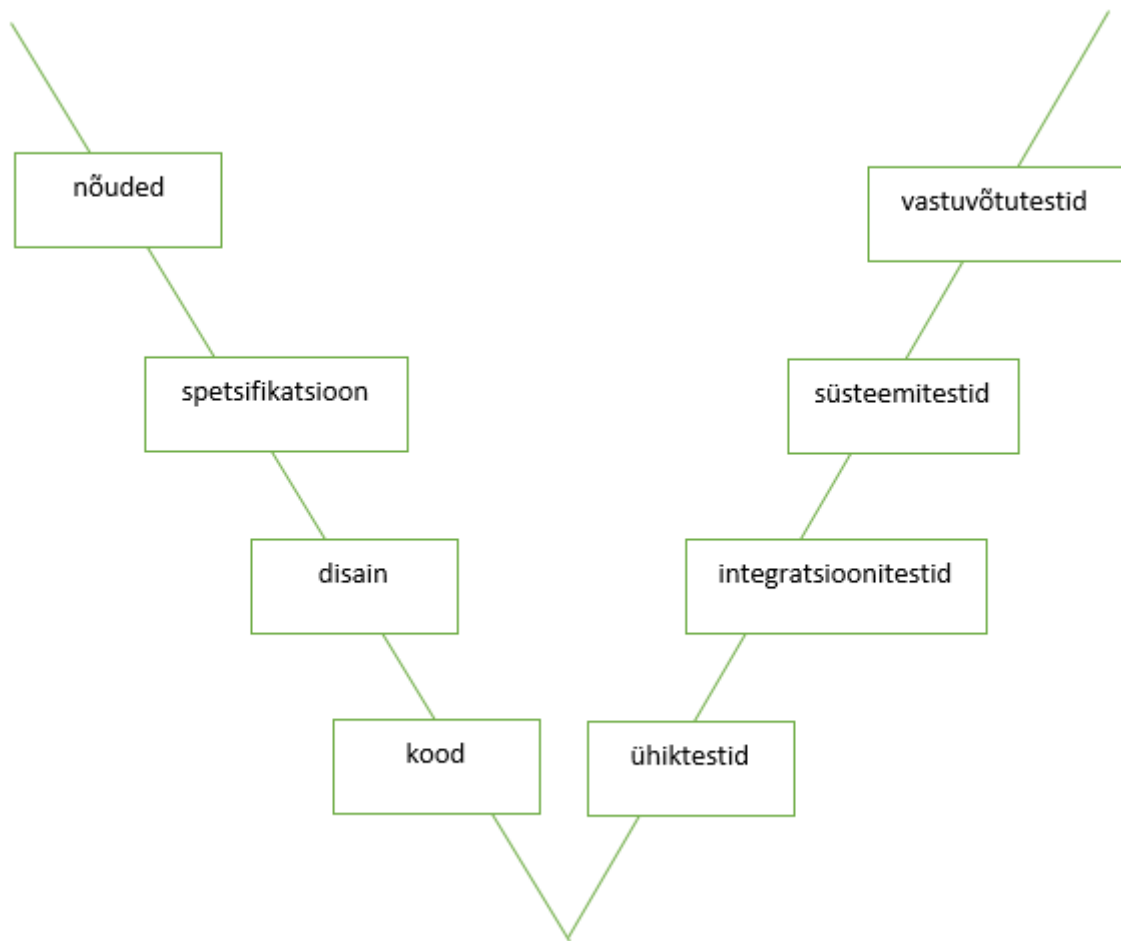 nõuded
vastuvõtutestid
spetsifikatsioon
süsteemitestid
disain
integratsioonitestid
kood
ühiktestid